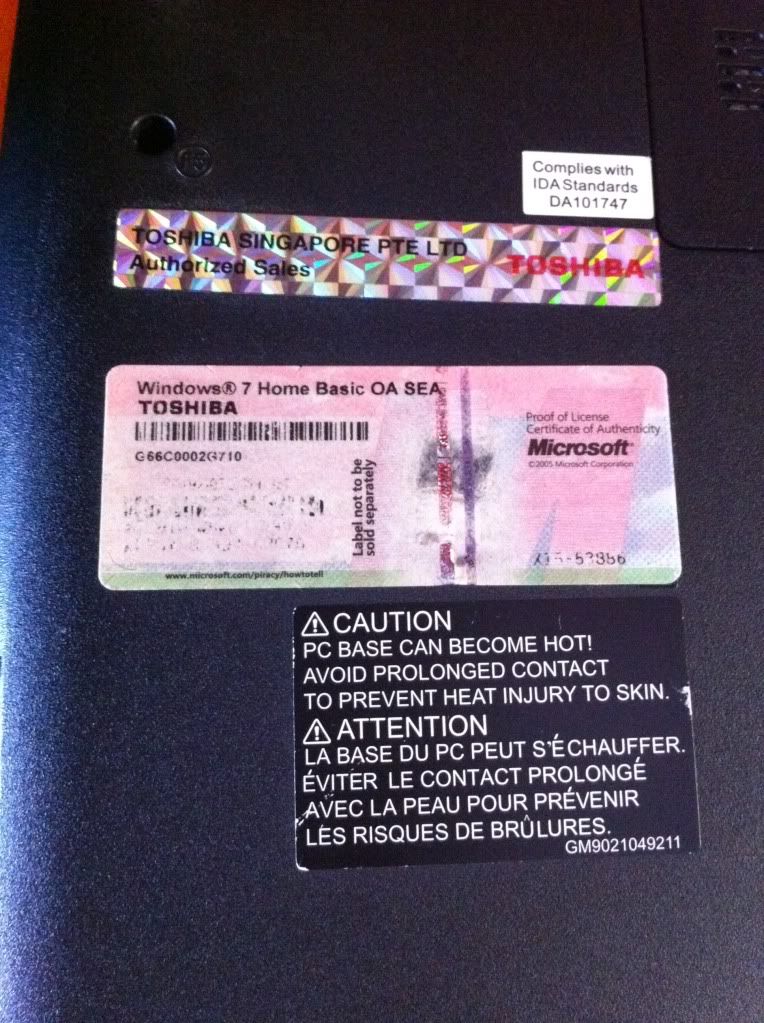 Complies with
IDA Standards
DA101747
TOSHIBA SINGAPORE PTE LTD
Authorized Sales
TOSHIBA
Windows® 7 Home Basic OA SEA
TOSHIBA
G66C0002G710
Label not to be
sold separately
www.microsoft.com/piracy/howtotell
Proof of License
Certificate of Authenticity
Microsoft®
©2005 Microsoft Corporation
CAUTION
PC BASE CAN BECOME HOT!
AVOID PROLONGED CONTACT
TO PREVENT HEAT INJURY TO SKIN.
ATTENTION
LA BASE DU PC PEUT S'ÉCHAUFFER.
ÉVITER LE CONTACT PROLONGÉ
AVEC LA PEAU POUR PRÉVENIR
LES RISQUES DE BRÛLURES.
GM9021049211